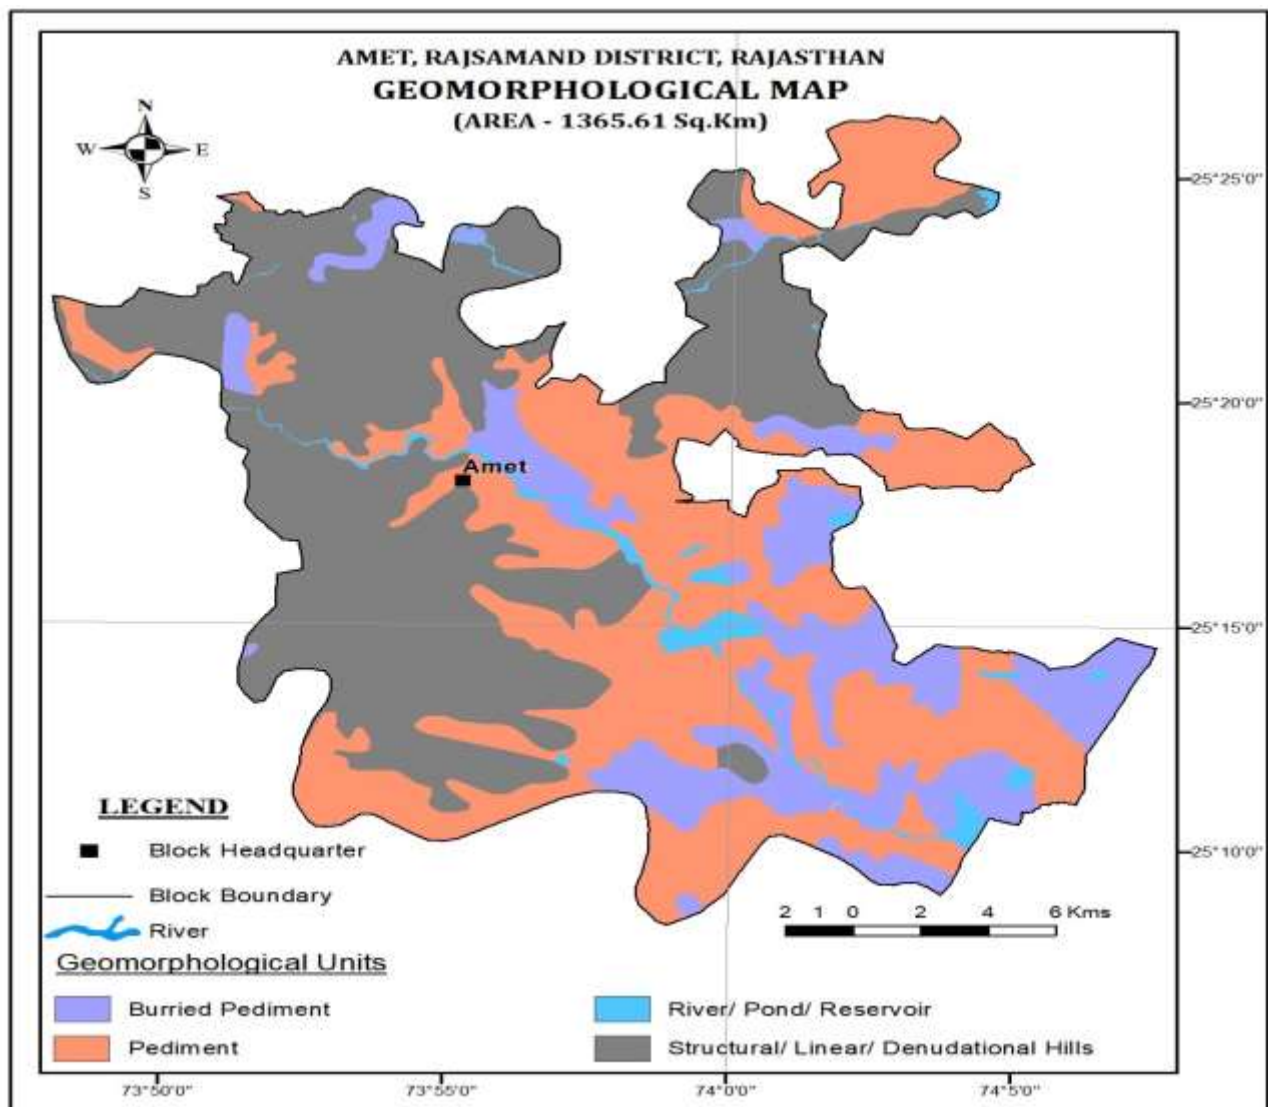 AMET, RAJSAMAND DISTRICT, RAJASTHAN
GEOMORPHOLOGICAL MAP
(AREA - 1365.61 Sq.Km)
N
W E
S
25°25'0"
25°20'0"
Amet
25°15'0"
25°10'0"
LEGEND
Block Headquarter
Block Boundary
River
2 1 0 2 4 6 Kms
Geomorphological Units
Burried Pediment
River/ Pond/ Reservoir
Pediment
Structural/ Linear/ Denudational Hills
73°50'0" 73°55'0" 74°0'0" 74°5'0"